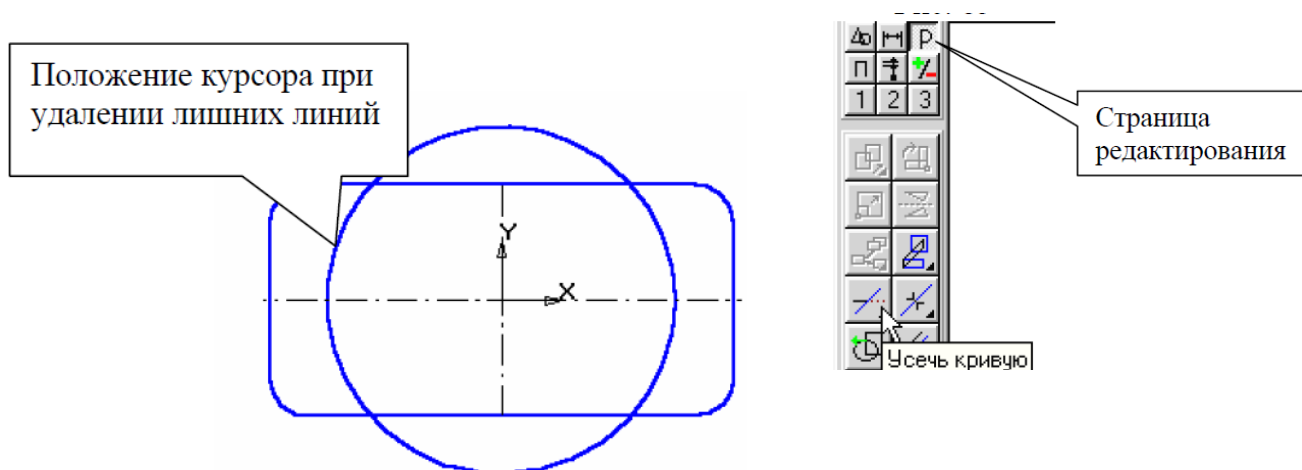 Положение курсора при
удалении лишних линий
Y
X
Р
П
1 2 3
Страница
редактирования
Усечь кривую